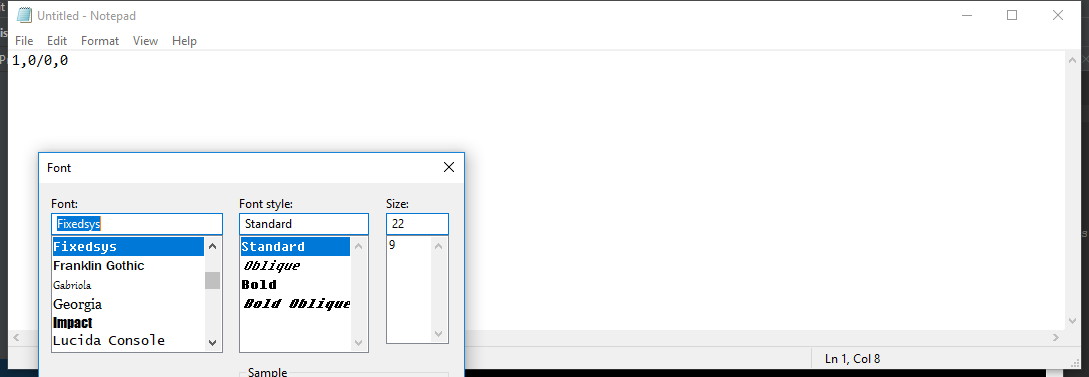 Untitled - Notepad
File Edit Format View Help
1,0/0,0
Font
Font: Font style: Size:
Fixedsys Standard 22
Fixedsys Standard 9
Franklin Gothic Oblique
Gabriola Bold
Georgia Bold Oblique
Impact
Lucida Console
Sample
Ln 1, Col 8